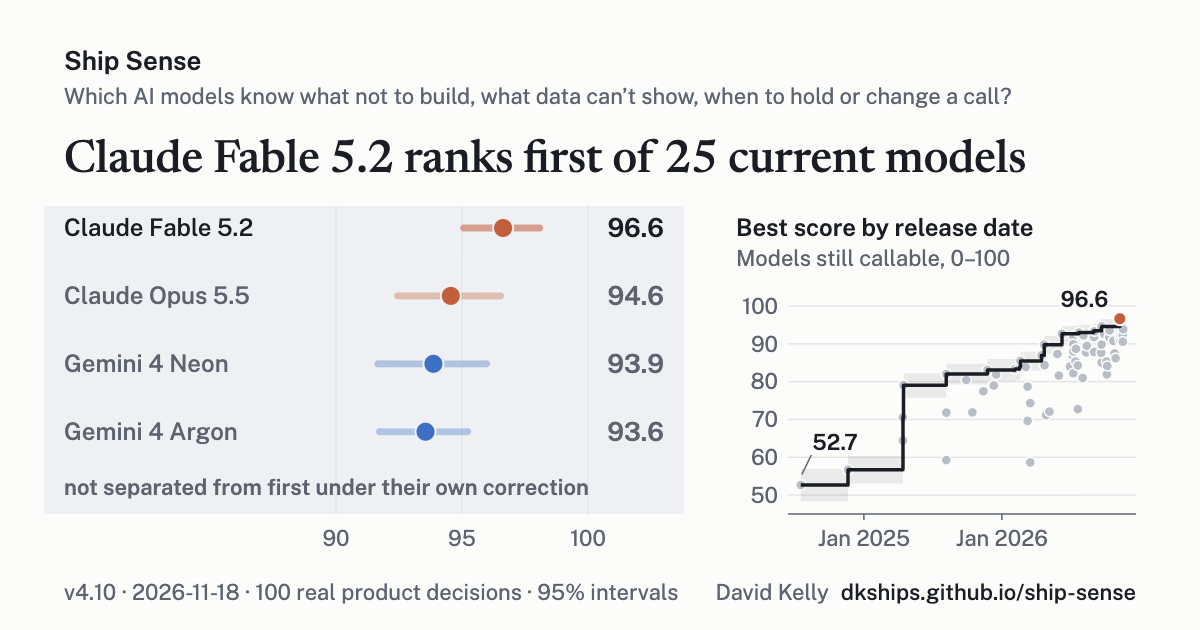 Ship Sense
Which AI models know what not to build, what data can’t show, when to hold or change a call?
Claude Fable 5.2 ranks first of 25 current models
Claude Fable 5.2 96.6
Claude Opus 5.5 94.6
Gemini 4 Neon 93.9
Gemini 4 Argon 93.6
not separated from first under their own correction
90 95 100
Best score by release date
Models still callable, 0–100
96.6
100
90
80
70
52.7
60
50
Jan 2025 Jan 2026
v4.10 · 2026-11-18 · 100 real product decisions · 95% intervals
David Kelly dkships.github.io/ship-sense